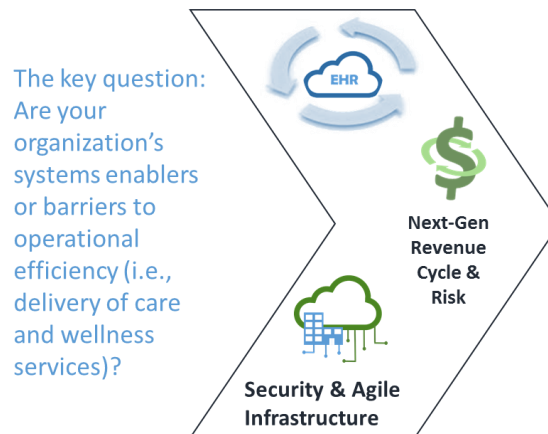 The key question:
Are your
organization’s
systems enablers
or barriers to
operational
efficiency (i.e.,
delivery of care
and wellness
services)?
EHR
Next-Gen
Revenue
Cycle &
Risk
Security & Agile
Infrastructure